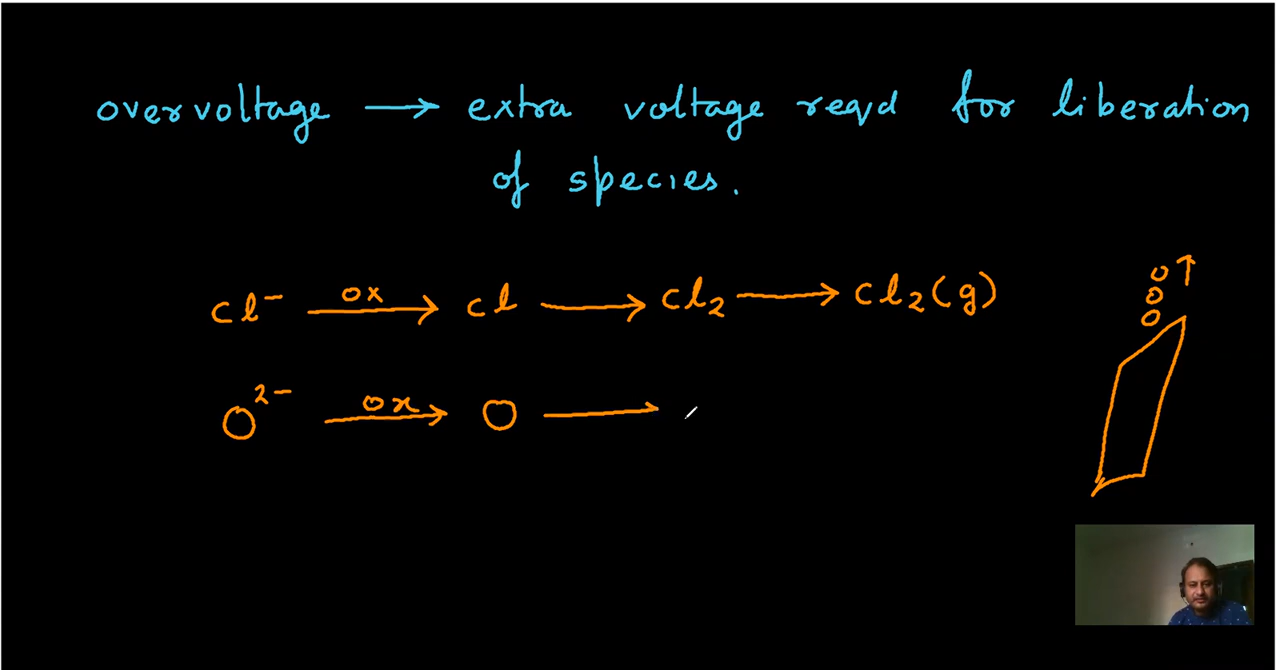 overvoltage → extra voltage reqd for liberation
of species.
Cl⁻ ox→ Cl → Cl₂ → Cl₂(g)
O²⁻ ox→ O →